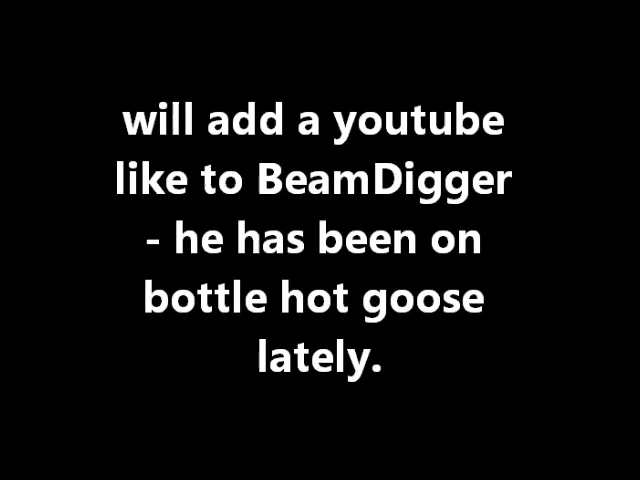 will add a youtube
like to BeamDigger
- he has been on
bottle hot goose
lately.